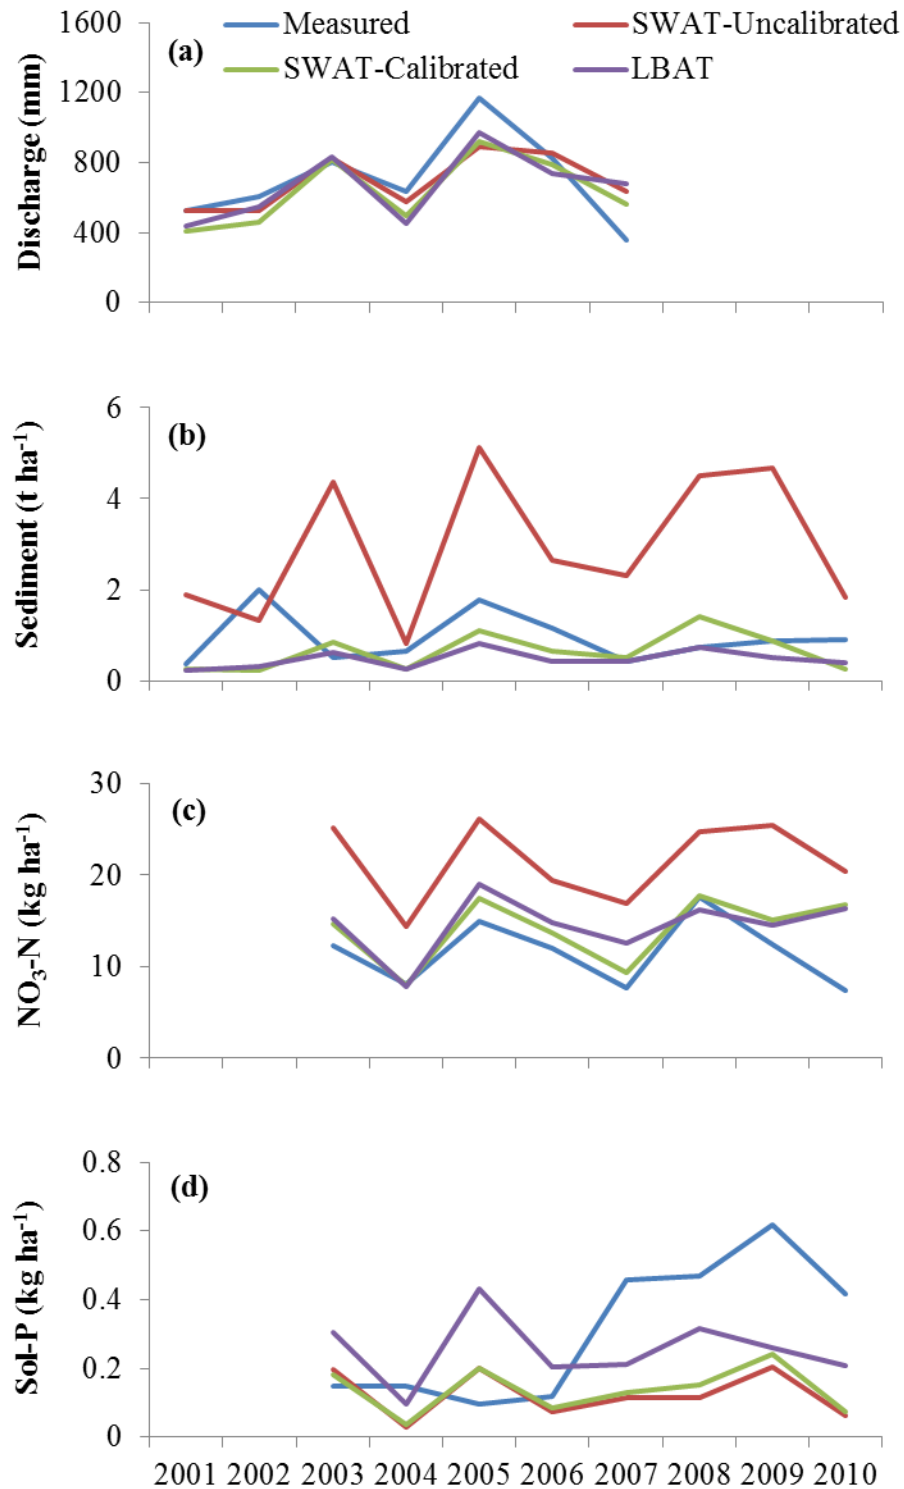 1600
(a)
Measured
SWAT-Uncalibrated
SWAT-Calibrated
LBAT
1200
800
400
0
Discharge (mm)
6
(b)
4
2
0
Sediment (t ha⁻¹)
30
(c)
20
10
0
NO₃-N (kg ha⁻¹)
0.8
(d)
0.6
0.4
0.2
0
Sol-P (kg ha⁻¹)
2001 2002 2003 2004 2005 2006 2007 2008 2009 2010